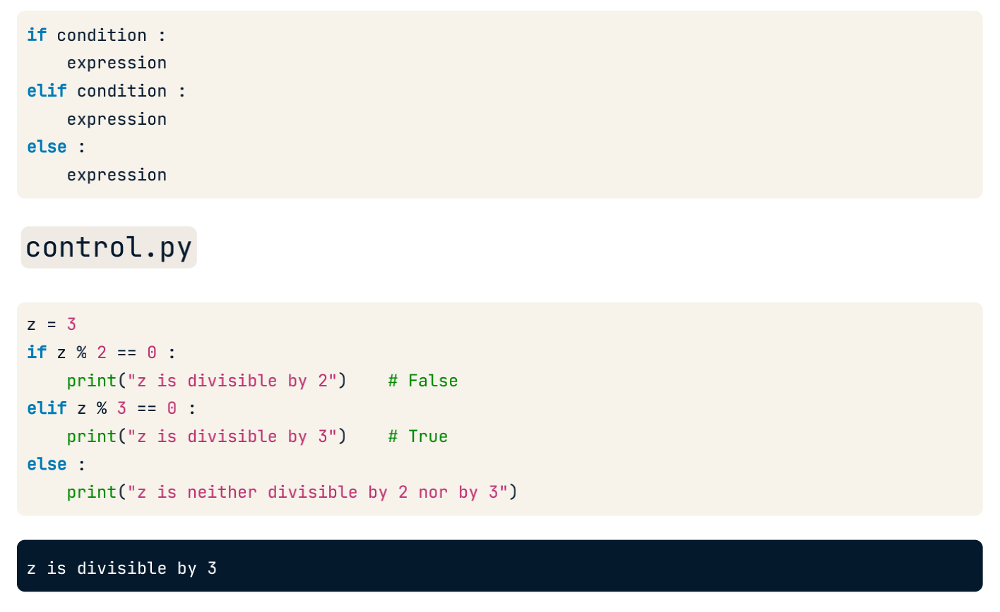 if condition :
    expression
elif condition :
    expression
else :
    expression
control.py
z = 3
if z % 2 == 0 :
    print("z is divisible by 2")    # False
elif z % 3 == 0 :
    print("z is divisible by 3")    # True
else :
    print("z is neither divisible by 2 nor by 3")
z is divisible by 3